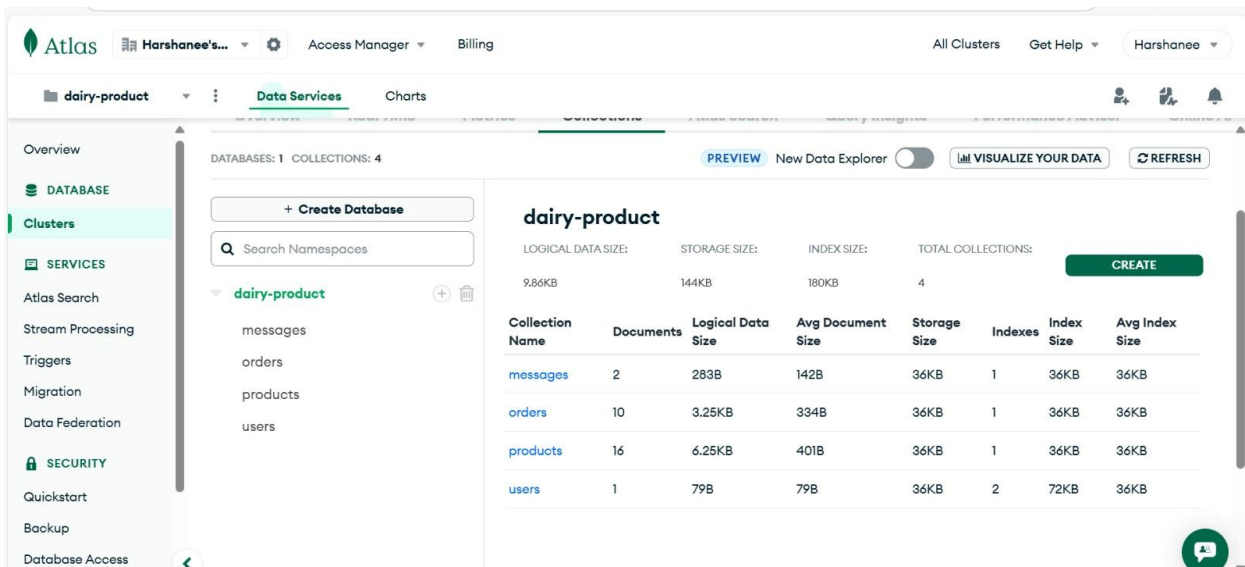 Atlas Harshanee's... Access Manager Billing All Clusters Get Help Harshanee
dairy-product Data Services Charts
Collections
Overview
DATABASE
Clusters
SERVICES
Atlas Search
Stream Processing
Triggers
Migration
Data Federation
SECURITY
Quickstart
Backup
Database Access
DATABASES: 1 COLLECTIONS: 4
PREVIEW New Data Explorer VISUALIZE YOUR DATA REFRESH
+ Create Database
Search Namespaces
dairy-product
messages
orders
products
users
dairy-product
LOGICAL DATA SIZE: STORAGE SIZE: INDEX SIZE: TOTAL COLLECTIONS:
9.86KB 144KB 180KB 4
CREATE
Collection Name Documents Logical Data Size Avg Document Size Storage Size Indexes Index Size Avg Index Size
messages 2 283B 142B 36KB 1 36KB 36KB
orders 10 3.25KB 334B 36KB 1 36KB 36KB
products 16 6.25KB 401B 36KB 1 36KB 36KB
users 1 79B 79B 36KB 2 72KB 36KB